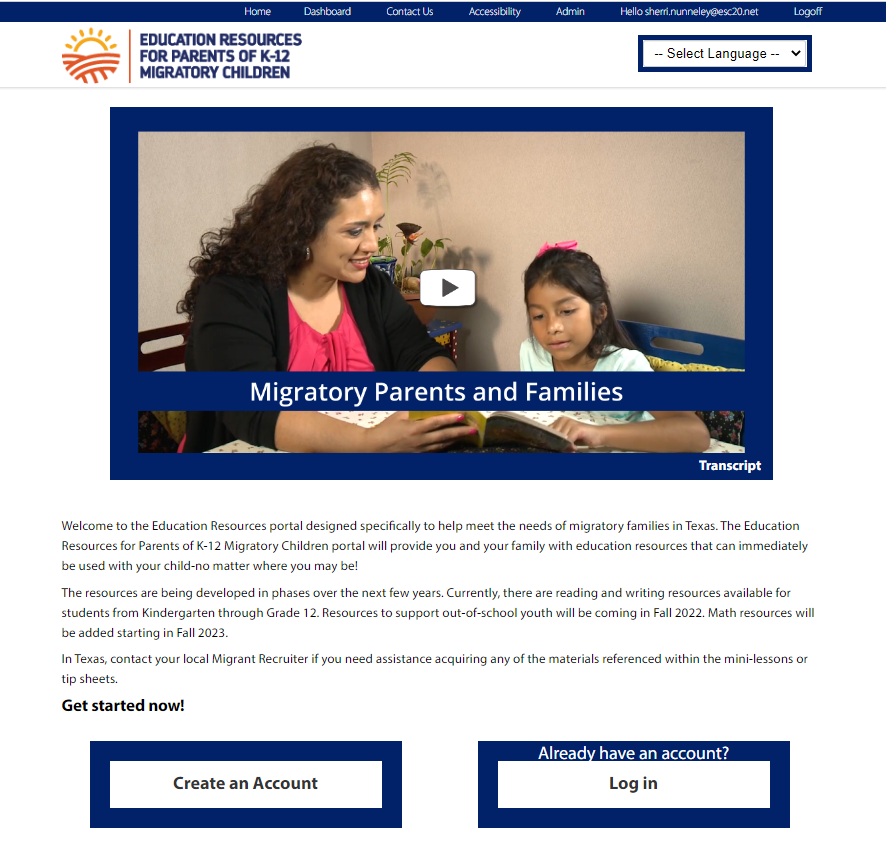 Home Dashboard Contact Us Accessibility Admin Hello sherri.nunneley@esc20.net Logoff
EDUCATION RESOURCES
FOR PARENTS OF K-12
MIGRATORY CHILDREN
-- Select Language --
Migratory Parents and Families
Transcript
Welcome to the Education Resources portal designed specifically to help meet the needs of migratory families in Texas. The Education
Resources for Parents of K-12 Migratory Children portal will provide you and your family with education resources that can immediately
be used with your child-no matter where you may be!
The resources are being developed in phases over the next few years. Currently, there are reading and writing resources available for
students from Kindergarten through Grade 12. Resources to support out-of-school youth will be coming in Fall 2022. Math resources will
be added starting in Fall 2023.
In Texas, contact your local Migrant Recruiter if you need assistance acquiring any of the materials referenced within the mini-lessons or
tip sheets.
Get started now!
Create an Account
Already have an account?
Log in